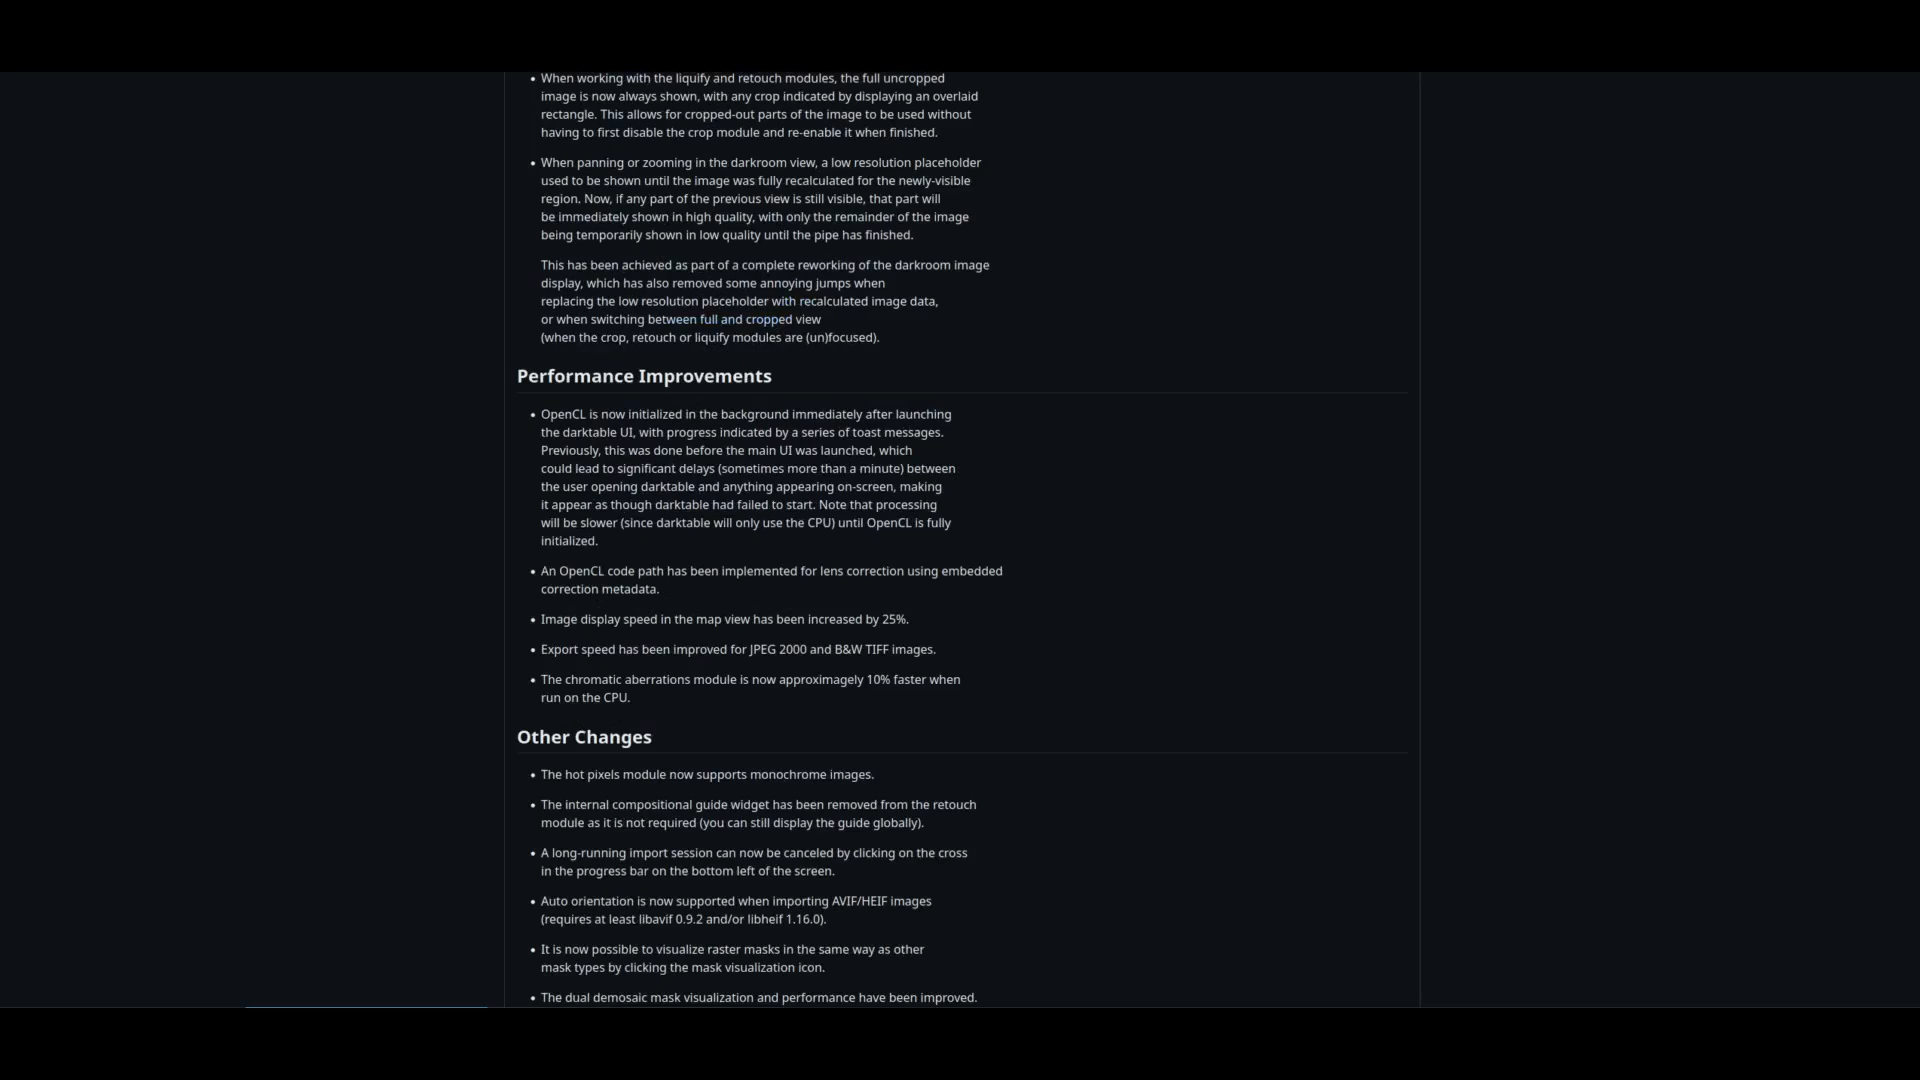 • When working with the liquify and retouch modules, the full uncropped
image is now always shown, with any crop indicated by displaying an overlaid
rectangle. This allows for cropped-out parts of the image to be used without
having to first disable the crop module and re-enable it when finished.
• When panning or zooming in the darkroom view, a low resolution placeholder
used to be shown until the image was fully recalculated for the newly-visible
region. Now, if any part of the previous view is still visible, that part will
be immediately shown in high quality, with only the remainder of the image
being temporarily shown in low quality until the pipe has finished.
This has been achieved as part of a complete reworking of the darkroom image
display, which has also removed some annoying jumps when
replacing the low resolution placeholder with recalculated image data,
or when switching between full and cropped view
(when the crop, retouch or liquify modules are (un)focused).
Performance Improvements
• OpenCL is now initialized in the background immediately after launching
the darktable UI, with progress indicated by a series of toast messages.
Previously, this was done before the main UI was launched, which
could lead to significant delays (sometimes more than a minute) between
the user opening darktable and anything appearing on-screen, making
it appear as though darktable had failed to start. Note that processing
will be slower (since darktable will only use the CPU) until OpenCL is fully
initialized.
• An OpenCL code path has been implemented for lens correction using embedded
correction metadata.
• Image display speed in the map view has been increased by 25%.
• Export speed has been improved for JPEG 2000 and B&W TIFF images.
• The chromatic aberrations module is now approximagely 10% faster when
run on the CPU.
Other Changes
• The hot pixels module now supports monochrome images.
• The internal compositional guide widget has been removed from the retouch
module as it is not required (you can still display the guide globally).
• A long-running import session can now be canceled by clicking on the cross
in the progress bar on the bottom left of the screen.
• Auto orientation is now supported when importing AVIF/HEIF images
(requires at least libavif 0.9.2 and/or libheif 1.16.0).
• It is now possible to visualize raster masks in the same way as other
mask types by clicking the mask visualization icon.
• The dual demosaic mask visualization and performance have been improved.